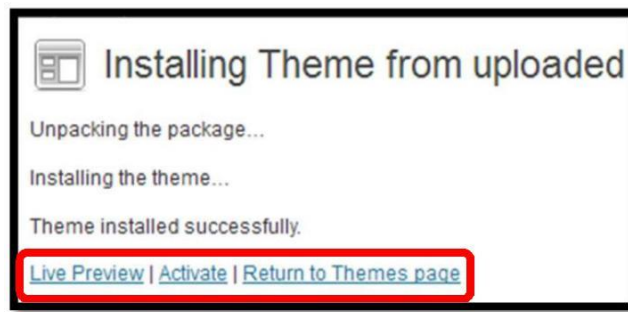 Installing Theme from uploaded
Unpacking the package...
Installing the theme...
Theme installed successfully.
Live Preview | Activate | Return to Themes page